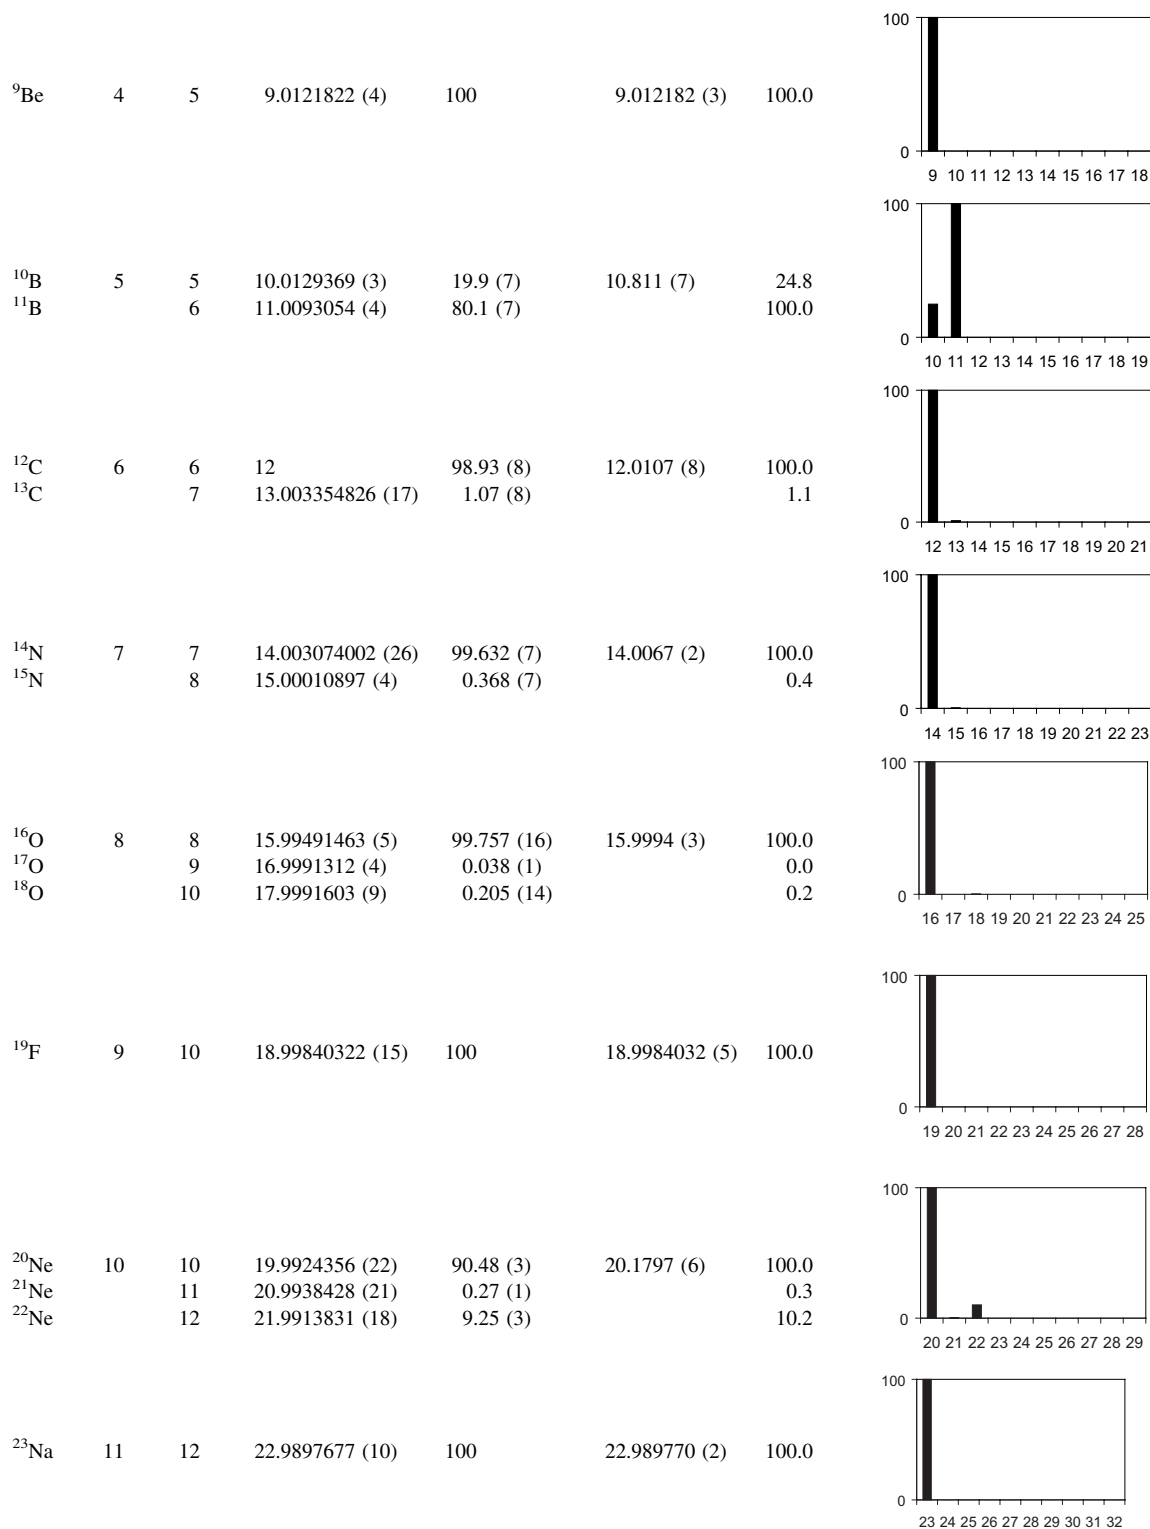 100
⁹Be 4 5 9.0121822 (4) 100 9.012182 (3) 100.0
0
9 10 11 12 13 14 15 16 17 18
100
¹⁰B 5 5 10.0129369 (3) 19.9 (7) 10.811 (7) 24.8
¹¹B 6 11.0093054 (4) 80.1 (7) 100.0
0
10 11 12 13 14 15 16 17 18 19
100
¹²C 6 6 12 98.93 (8) 12.0107 (8) 100.0
¹³C 7 13.003354826 (17) 1.07 (8) 1.1
0
12 13 14 15 16 17 18 19 20 21
100
¹⁴N 7 7 14.003074002 (26) 99.632 (7) 14.0067 (2) 100.0
¹⁵N 8 15.00010897 (4) 0.368 (7) 0.4
0
14 15 16 17 18 19 20 21 22 23
100
¹⁶O 8 8 15.99491463 (5) 99.757 (16) 15.9994 (3) 100.0
¹⁷O 9 16.9991312 (4) 0.038 (1) 0.0
¹⁸O 10 17.9991603 (9) 0.205 (14) 0.2
0
16 17 18 19 20 21 22 23 24 25
100
¹⁹F 9 10 18.99840322 (15) 100 18.9984032 (5) 100.0
0
19 20 21 22 23 24 25 26 27 28
100
²⁰Ne 10 10 19.9924356 (22) 90.48 (3) 20.1797 (6) 100.0
²¹Ne 11 20.9938428 (21) 0.27 (1) 0.3
²²Ne 12 21.9913831 (18) 9.25 (3) 10.2
0
20 21 22 23 24 25 26 27 28 29
100
²³Na 11 12 22.9897677 (10) 100 22.989770 (2) 100.0
0
23 24 25 26 27 28 29 30 31 32